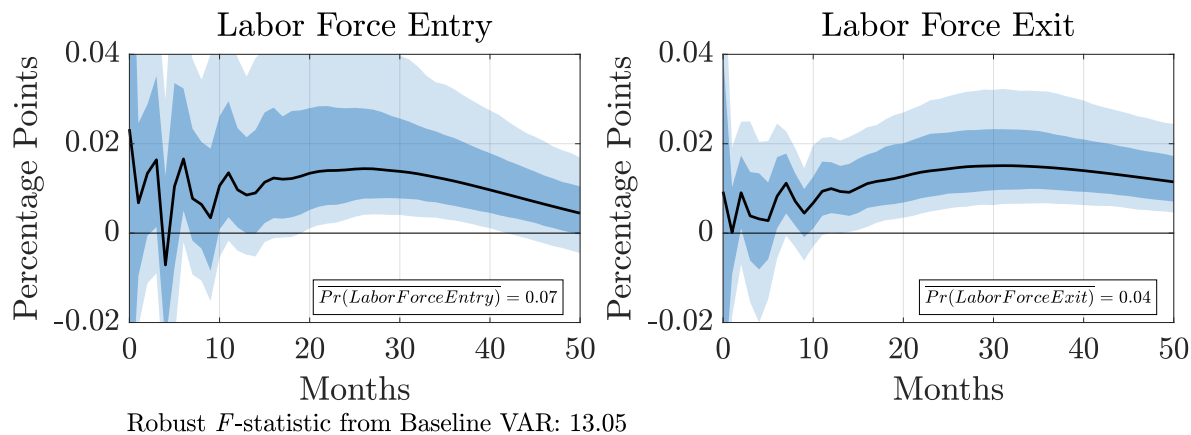 Labor Force Entry
Percentage Points
0.04
0.02
0
-0.02
0 10 20 30 40 50
Months
Pr(LaborForceEntry) = 0.07
Labor Force Exit
Percentage Points
0.04
0.02
0
-0.02
0 10 20 30 40 50
Months
Pr(LaborForceExit) = 0.04
Robust F-statistic from Baseline VAR: 13.05